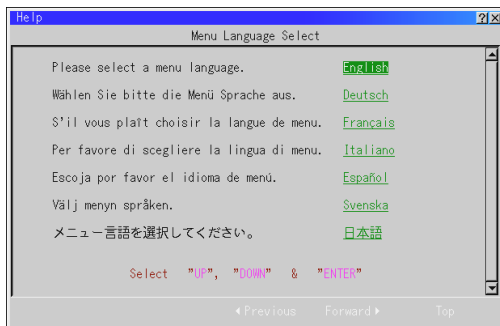 Help ? ×
Menu Language Select
Please select a menu language. English
Wählen Sie bitte die Menü Sprache aus. Deutsch
S'il vous plaît choisir la langue de menu. Français
Per favore di scegliere la lingua di menu. Italiano
Escoja por favor el idioma de menú. Español
Välj menyn språken. Svenska
メニュー言語を選択してください。 日本語
Select "UP", "DOWN" & "ENTER"
Previous Forward Top